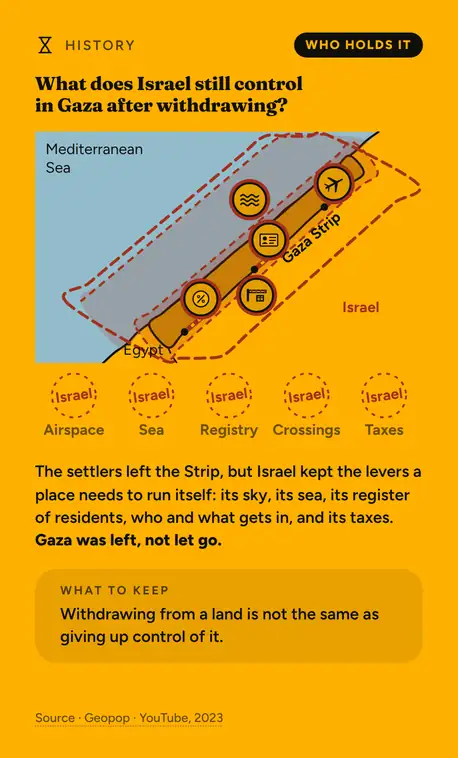 HISTORY
WHO HOLDS IT
What does Israel still control
in Gaza after withdrawing?
Mediterranean
Sea
Gaza Strip
Israel
Egypt
Israel Israel Israel Israel Israel
Airspace Sea Registry Crossings Taxes
The settlers left the Strip, but Israel kept the levers a
place needs to run itself: its sky, its sea, its register
of residents, who and what gets in, and its taxes.
Gaza was left, not let go.
WHAT TO KEEP
Withdrawing from a land is not the same as
giving up control of it.
Source · Geopop · YouTube, 2023